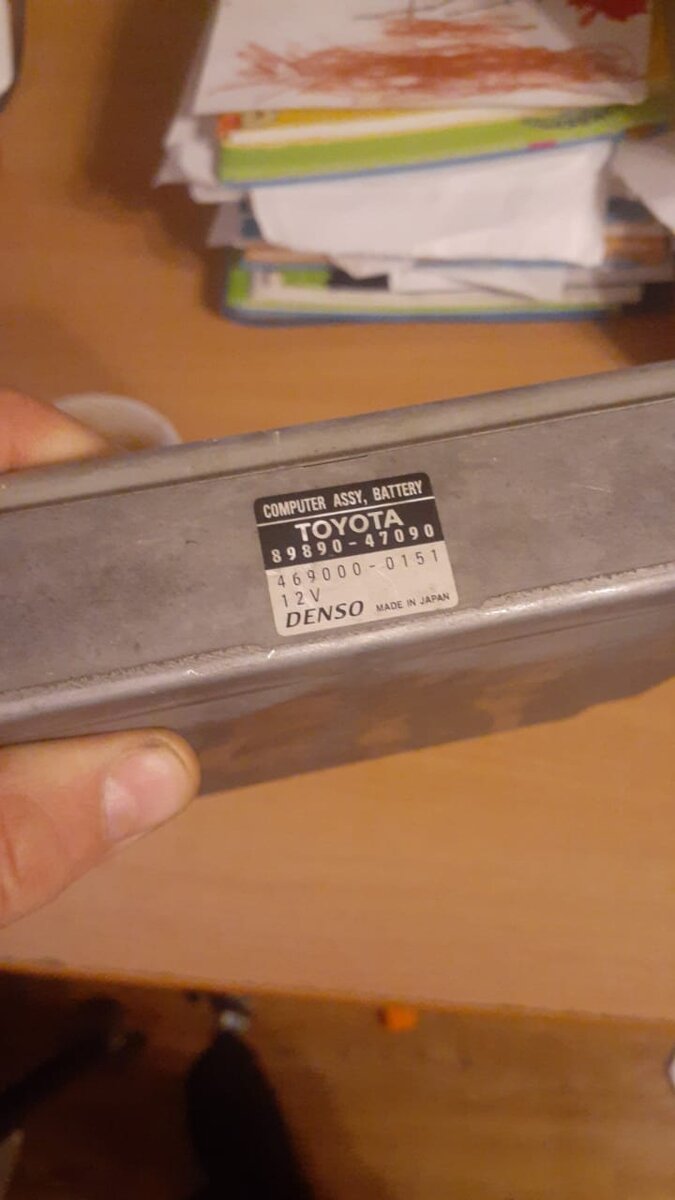 COMPUTER ASSY, BATTERY
TOYOTA
89890-47090
469000-0151
12V
DENSO MADE IN JAPAN